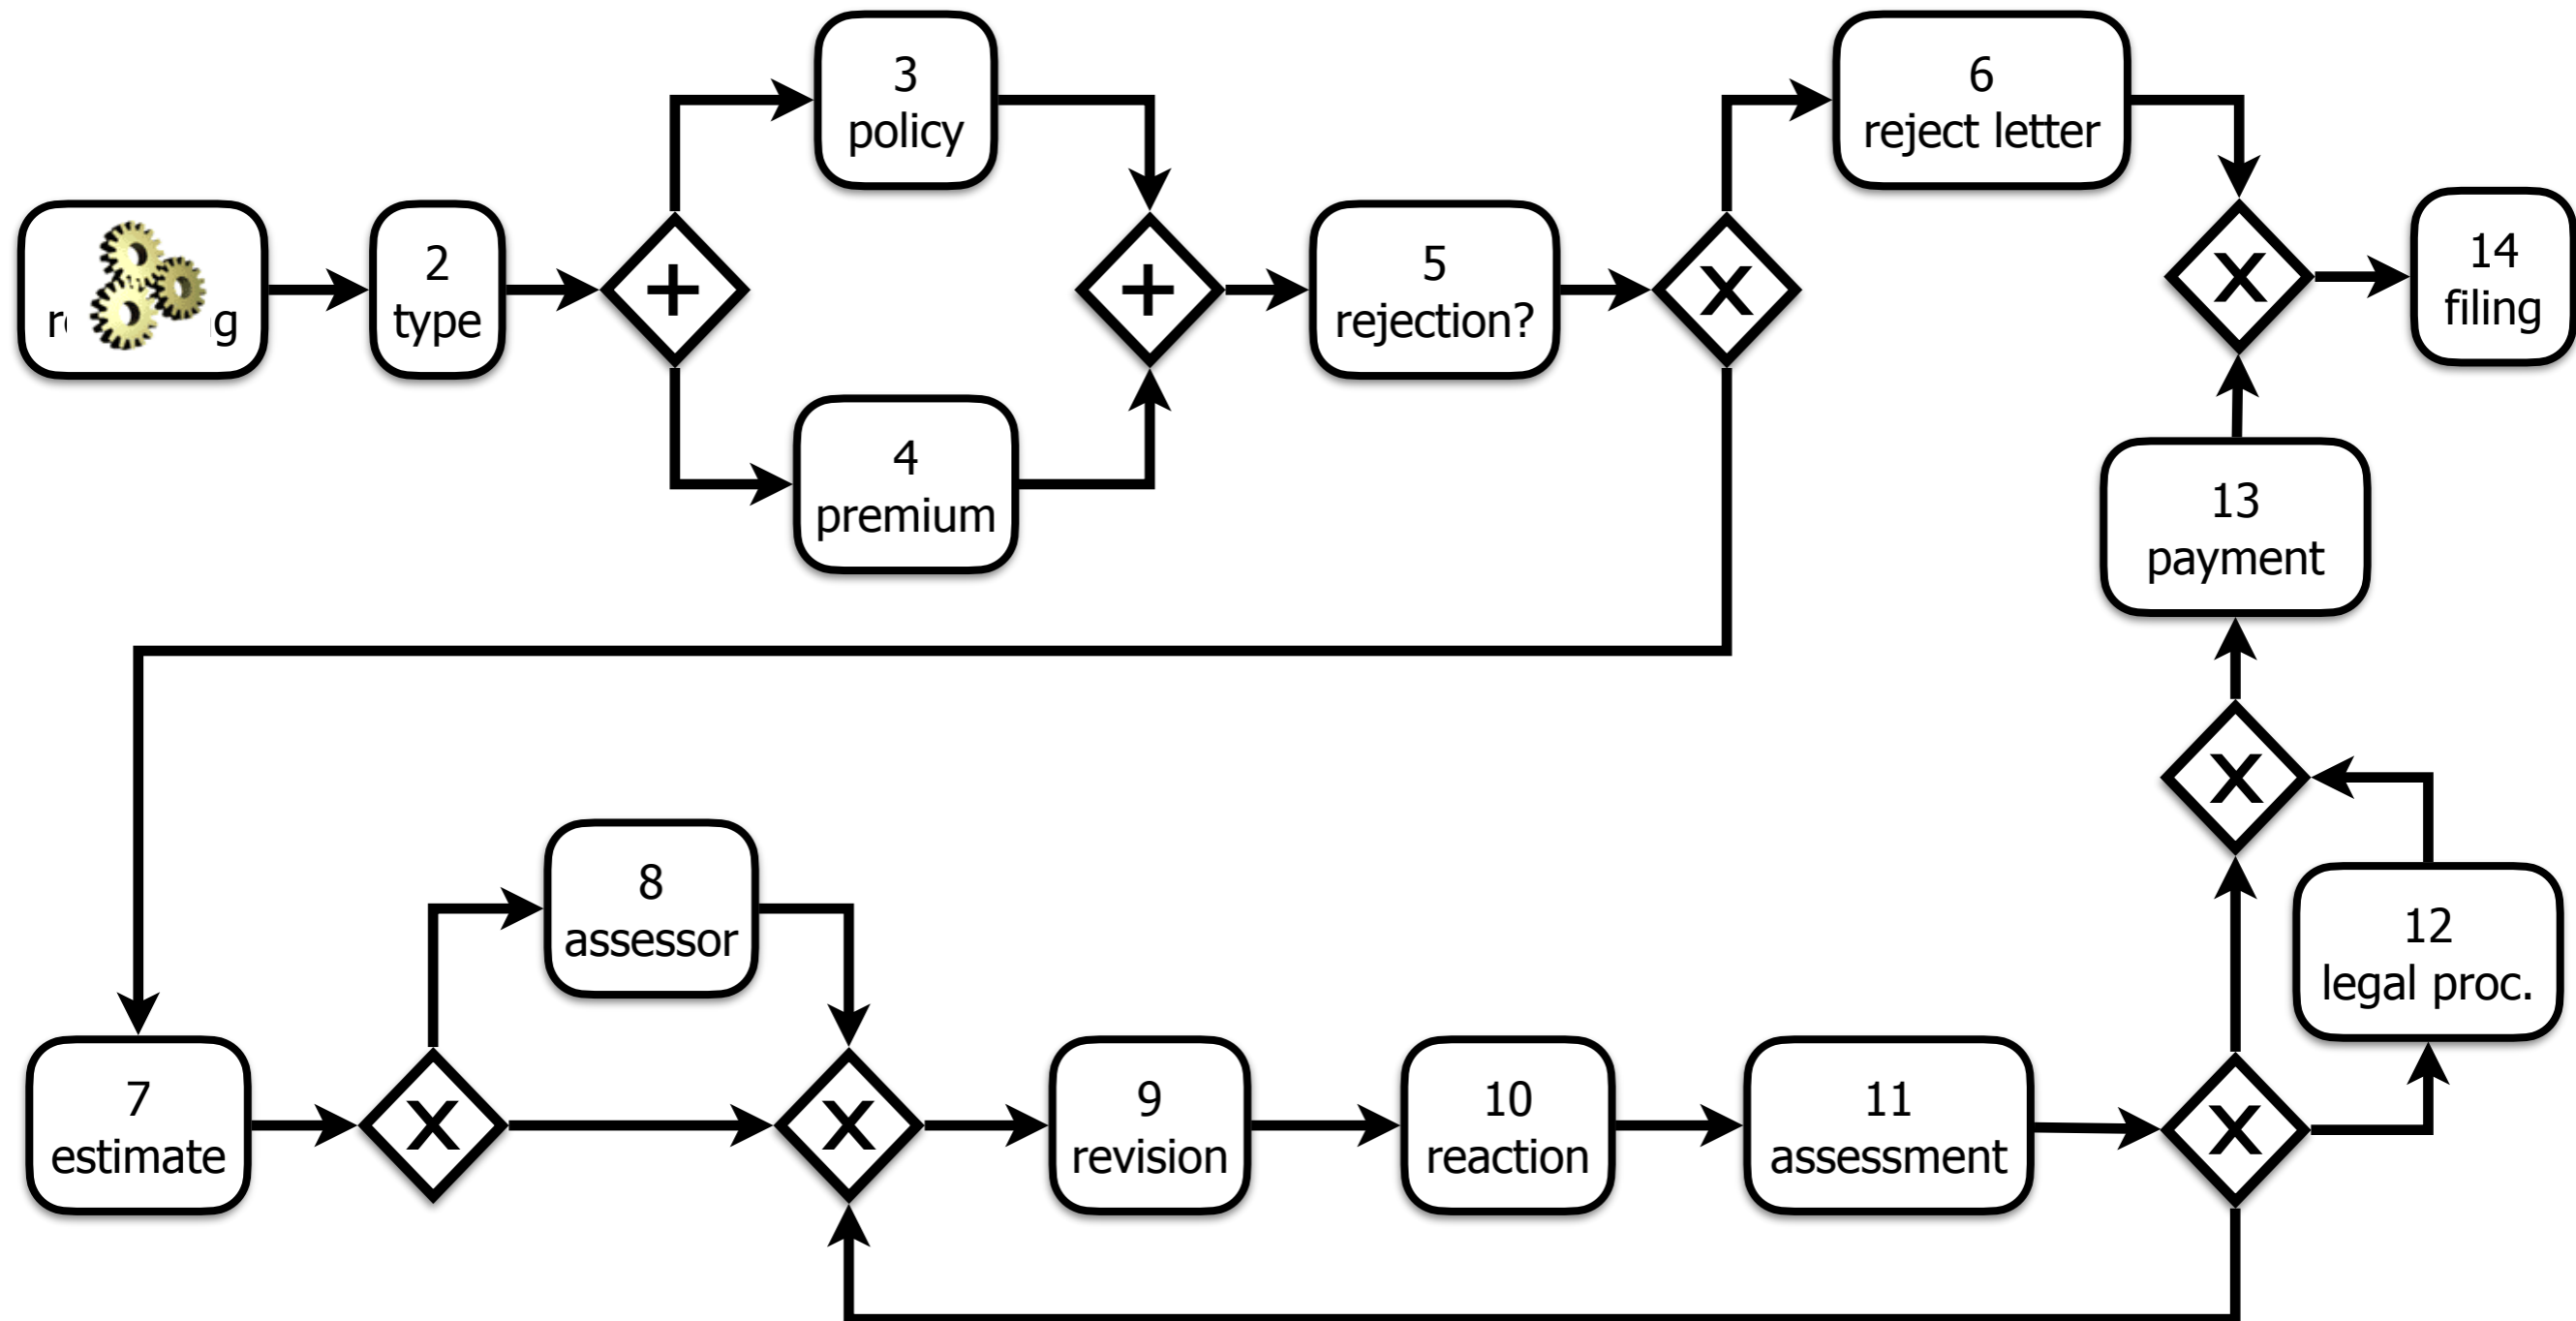 3
policy
6
reject letter
2
type
+
+
5
rejection?
X
X
14
filing
4
premium
13
payment
X
8
assessor
12
legal proc.
7
estimate
X
X
9
revision
10
reaction
11
assessment
X